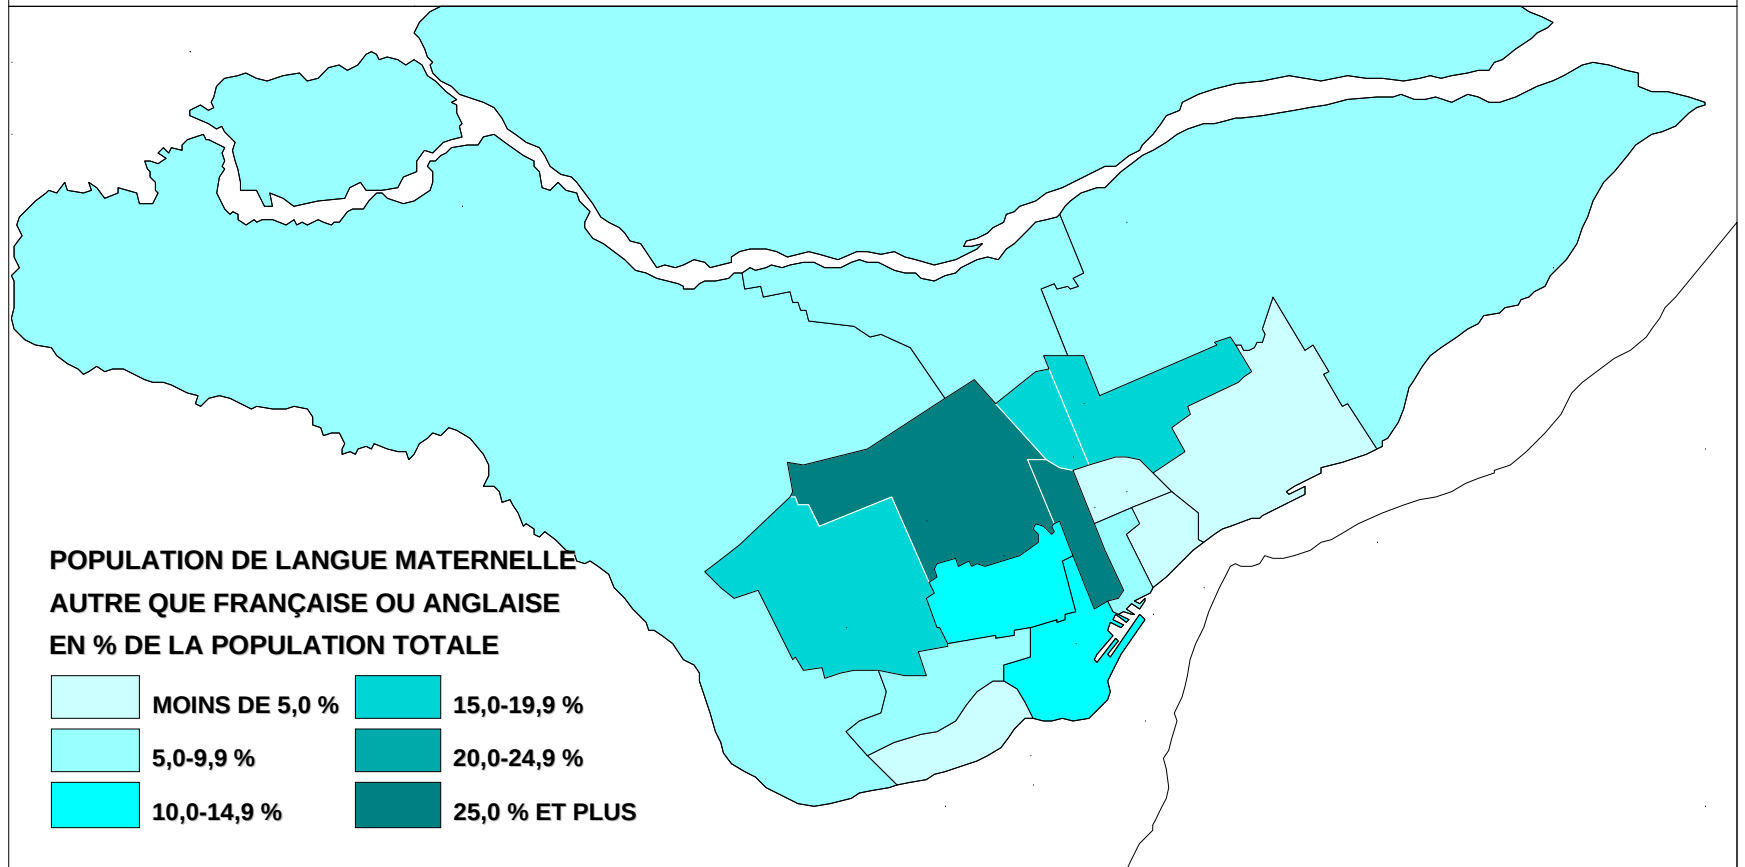 POPULATION DE LANGUE MATERNELLE
AUTRE QUE FRANÇAISE OU ANGLAISE
EN % DE LA POPULATION TOTALE
MOINS DE 5,0 %
15,0-19,9 %
5,0-9,9 %
20,0-24,9 %
10,0-14,9 %
25,0 % ET PLUS